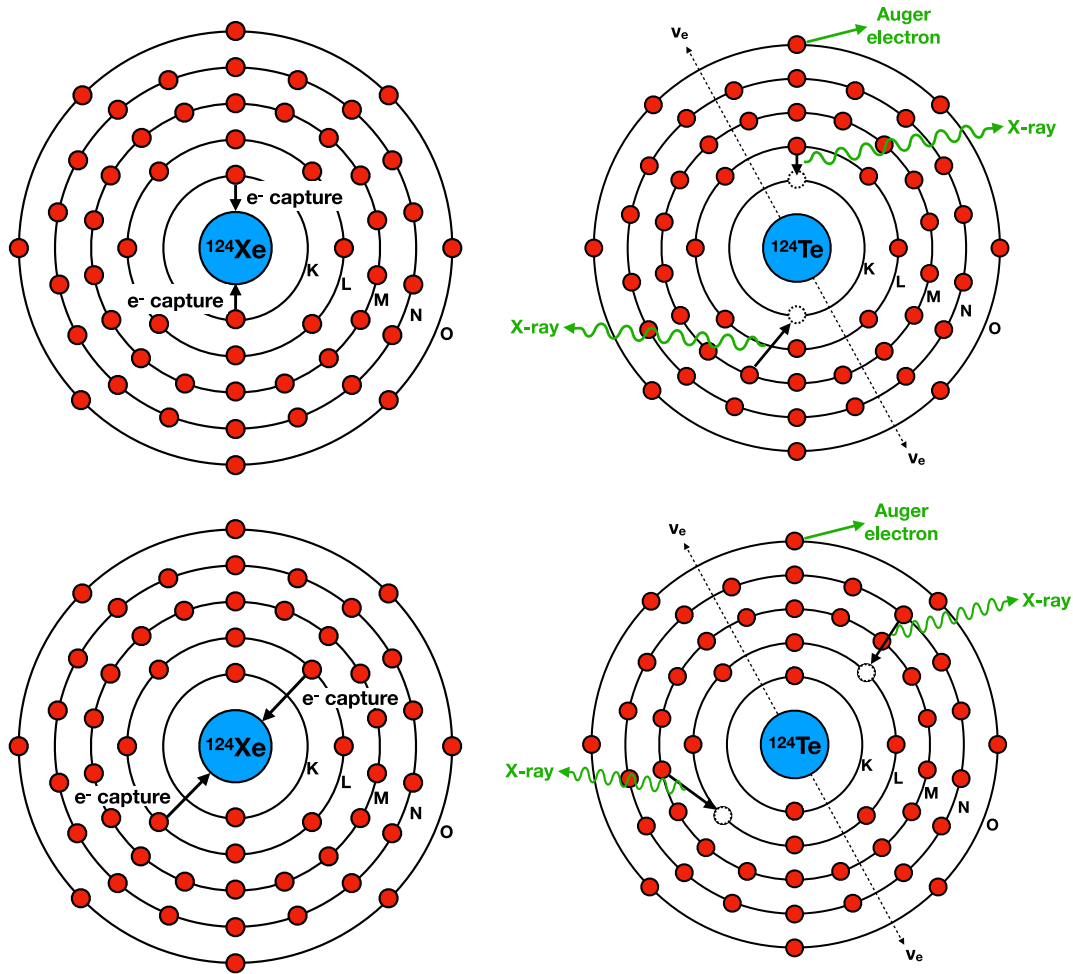 e⁻ capture
¹²⁴Xe
e⁻ capture
K
L
M
N
O
νₑ
Auger
electron
X-ray
¹²⁴Te
X-ray
K
L
M
N
O
νₑ
e⁻ capture
¹²⁴Xe
e⁻ capture
K
L
M
N
O
νₑ
Auger
electron
X-ray
¹²⁴Te
X-ray
K
L
M
N
O
νₑ